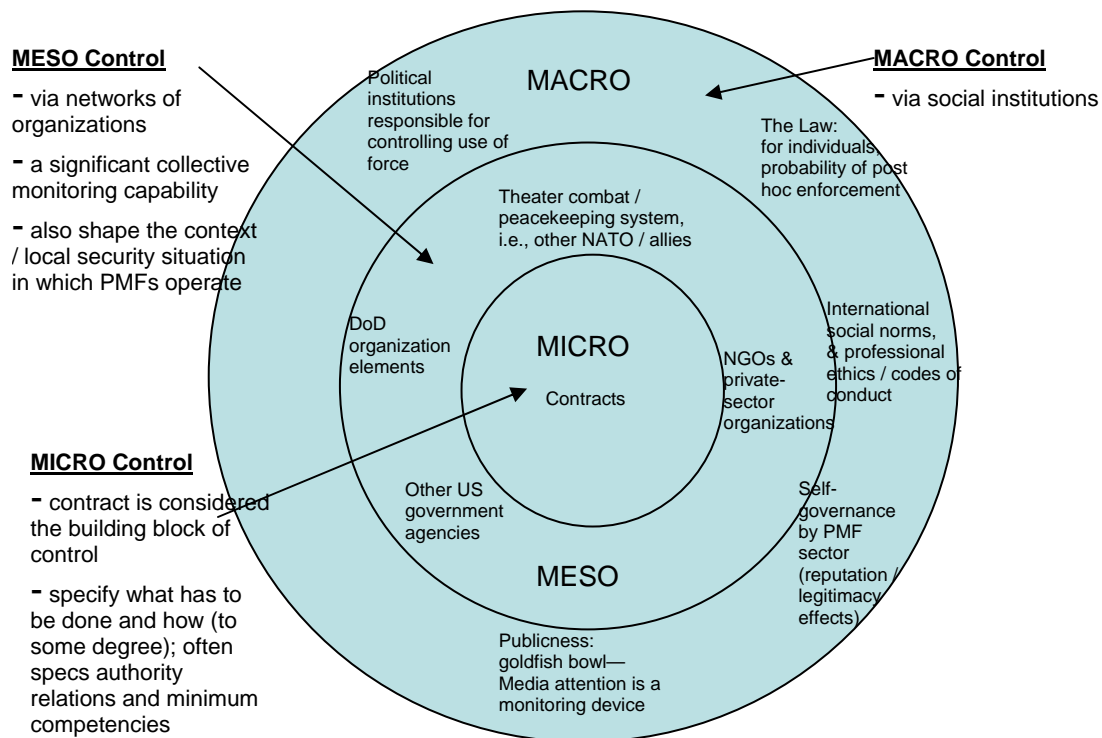 MESO Control
- via networks of
organizations
- a significant collective
monitoring capability
- also shape the context
/ local security situation
in which PMFs operate
MICRO Control
- contract is considered
the building block of
control
- specify what has to
be done and how (to
some degree); often
specs authority
relations and minimum
competencies
MACRO
Political
institutions
responsible for
controlling use of
force
MACRO Control
- via social institutions
The Law:
for individuals,
probability of post
hoc enforcement
Theater combat /
peacekeeping system,
i.e., other NATO / allies
DoD
organization
elements
MICRO
Contracts
NGOs &
private-
sector
organizations
International
social norms,
& professional
ethics / codes of
conduct
Other US
government
agencies
MESO
Self-
governance
by PMF
sector
(reputation /
legitimacy
effects)
Publicness:
goldfish bowl—
Media attention is a
monitoring device